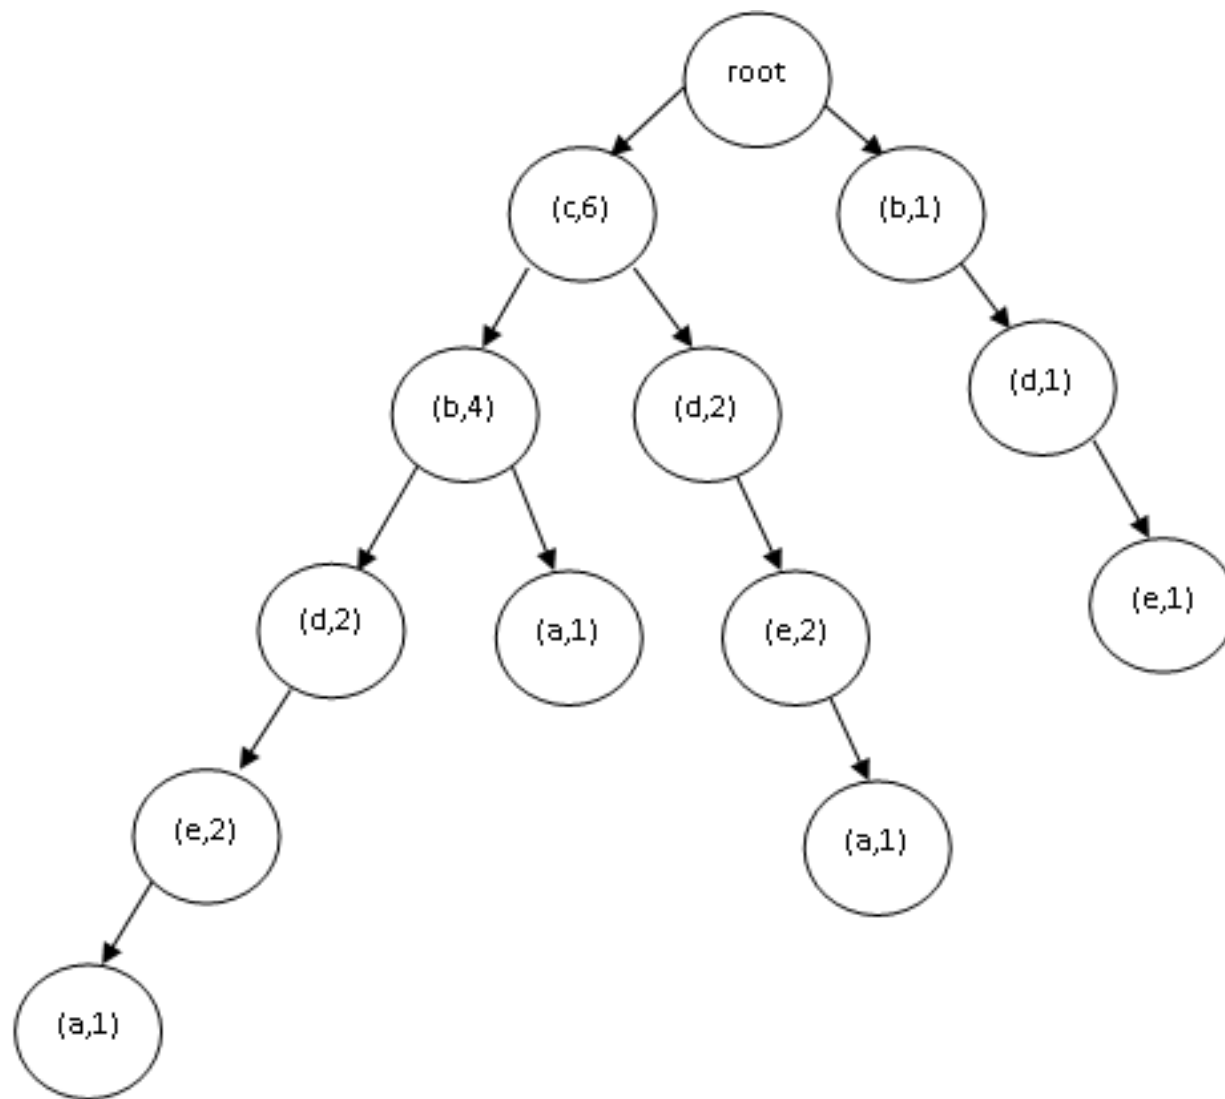 root
(c,6)
(b,1)
(b,4)
(d,2)
(d,1)
(d,2)
(a,1)
(e,2)
(e,1)
(e,2)
(a,1)
(a,1)